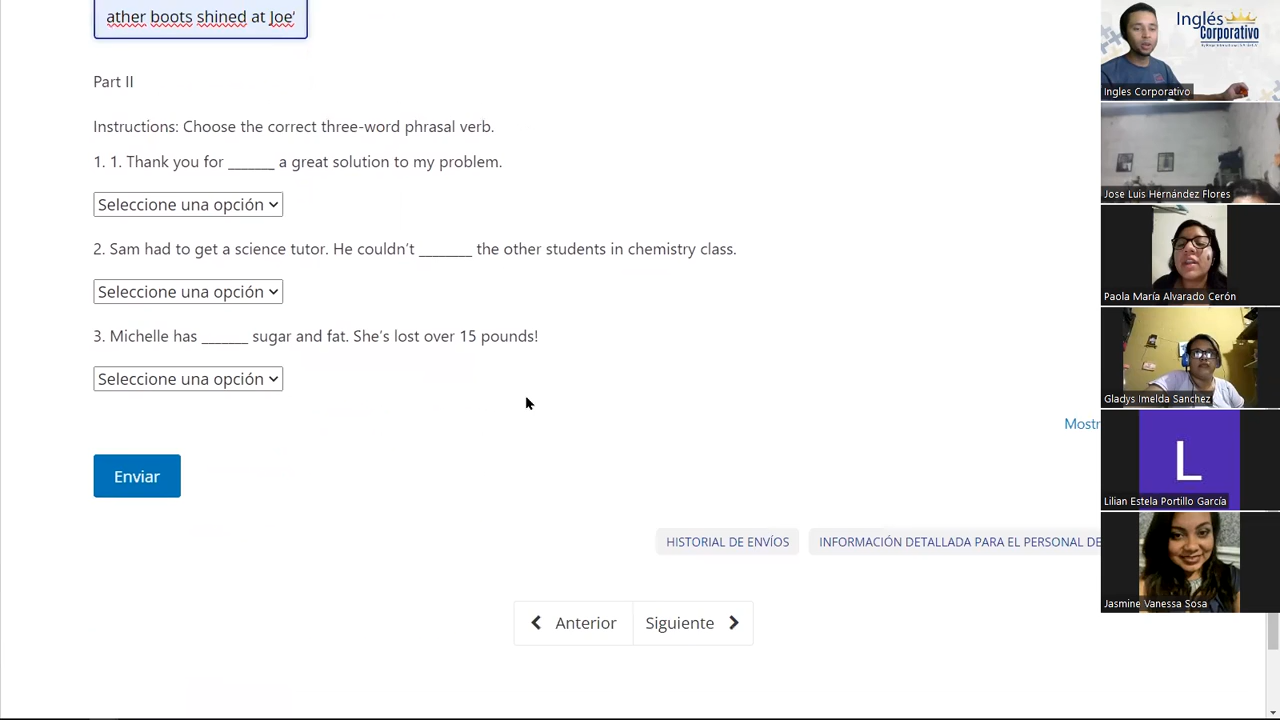 ather boots shined at Joe'
Part II
Instructions: Choose the correct three-word phrasal verb.
1. 1. Thank you for _______ a great solution to my problem.
Seleccione una opción
2. Sam had to get a science tutor. He couldn't ________ the other students in chemistry class.
Seleccione una opción
3. Michelle has _______ sugar and fat. She's lost over 15 pounds!
Seleccione una opción
Mostr
Enviar
HISTORIAL DE ENVÍOS
INFORMACIÓN DETALLADA PARA EL PERSONAL DE
Anterior
Siguiente
Inglés
Corporativo
Ingles Corporativo
Jose Luis Hernández Flores
Paola María Alvarado Cerón
Gladys Imelda Sanchez
L
Lilian Estela Portillo García
Jasmine Vanessa Sosa